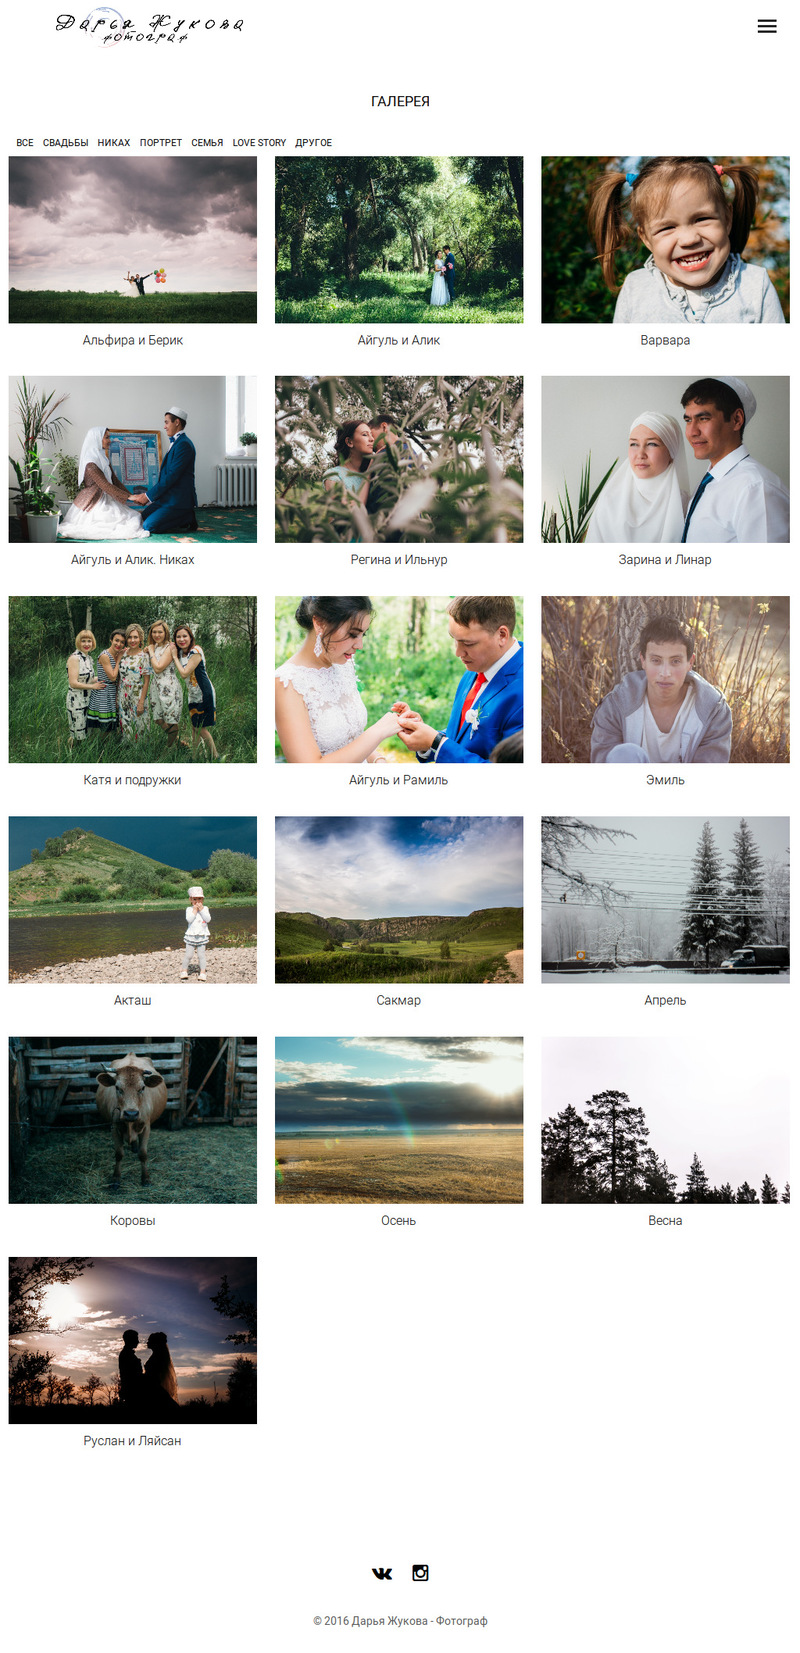 Дарья Жукова
фотограф
ГАЛЕРЕЯ
ВСЕ СВАДЬБЫ НИКАХ ПОРТРЕТ СЕМЬЯ LOVE STORY ДРУГОЕ
Альфира и Берик
Айгуль и Алик
Варвара
Айгуль и Алик. Никах
Регина и Ильнур
Зарина и Линар
Катя и подружки
Айгуль и Рамиль
Эмиль
Акташ
Сакмар
Апрель
Коровы
Осень
Весна
Руслан и Ляйсан
© 2016 Дарья Жукова - Фотограф